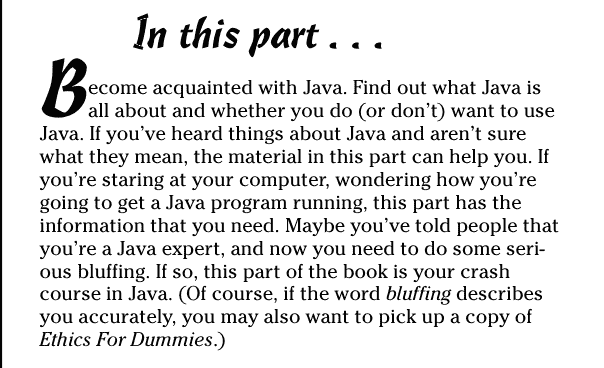 In this part . . .
Become acquainted with Java. Find out what Java is
all about and whether you do (or don't) want to use
Java. If you've heard things about Java and aren't sure
what they mean, the material in this part can help you. If
you're staring at your computer, wondering how you're
going to get a Java program running, this part has the
information that you need. Maybe you've told people that
you're a Java expert, and now you need to do some seri-
ous bluffing. If so, this part of the book is your crash
course in Java. (Of course, if the word bluffing describes
you accurately, you may also want to pick up a copy of
Ethics For Dummies.)